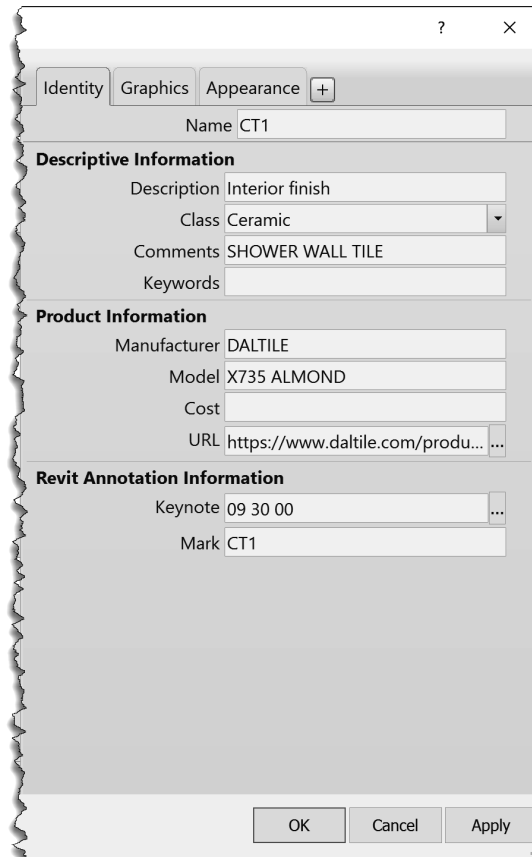 ?
Identity Graphics Appearance +
Name CT1
Descriptive Information
Description Interior finish
Class Ceramic
Comments SHOWER WALL TILE
Keywords
Product Information
Manufacturer DALTILE
Model X735 ALMOND
Cost
URL https://www.daltile.com/produ... ...
Revit Annotation Information
Keynote 09 30 00 ...
Mark CT1
OK Cancel Apply